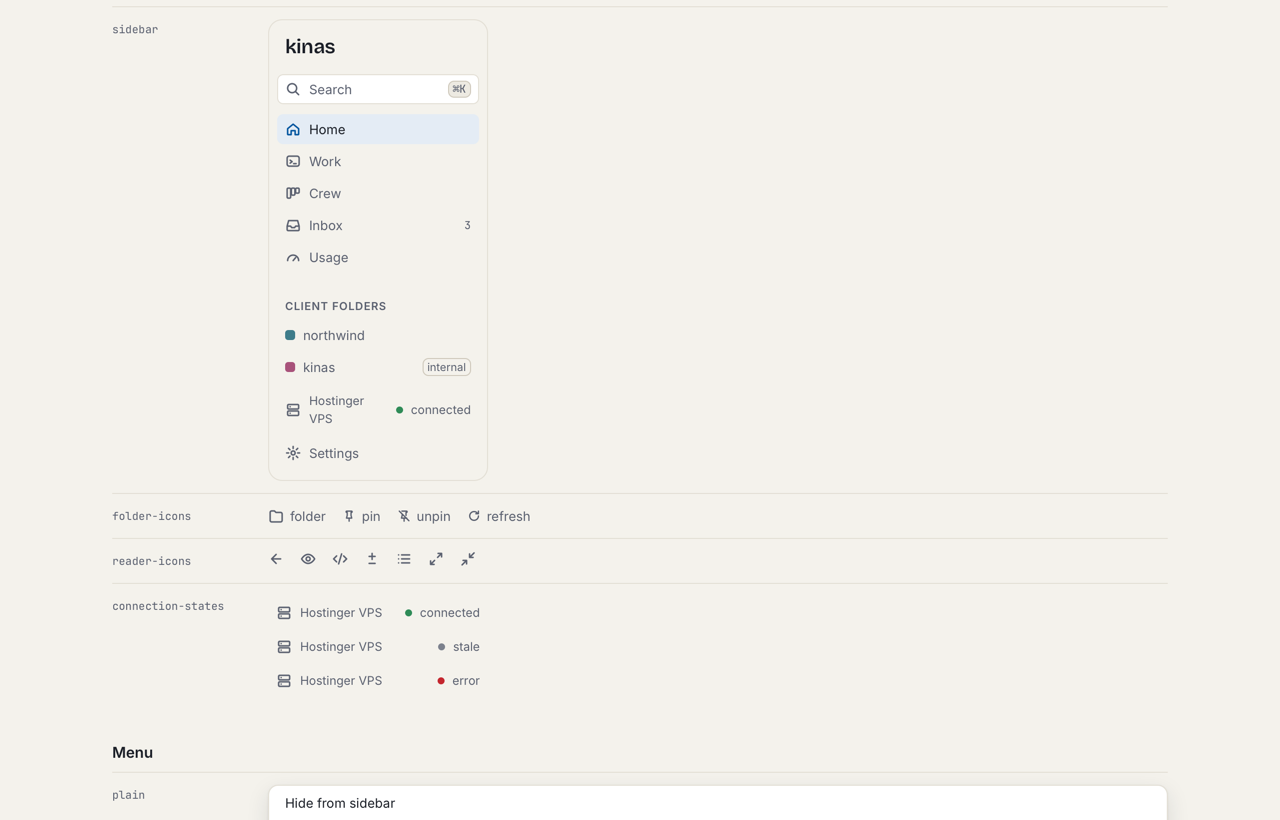 sidebar
kinas
Search ⌘K
Home
Work
Crew
Inbox 3
Usage
CLIENT FOLDERS
northwind
kinas internal
Hostinger
VPS
connected
Settings
folder-icons folder pin unpin refresh
reader-icons
connection-states
Hostinger VPS connected
Hostinger VPS stale
Hostinger VPS error
Menu
plain
Hide from sidebar